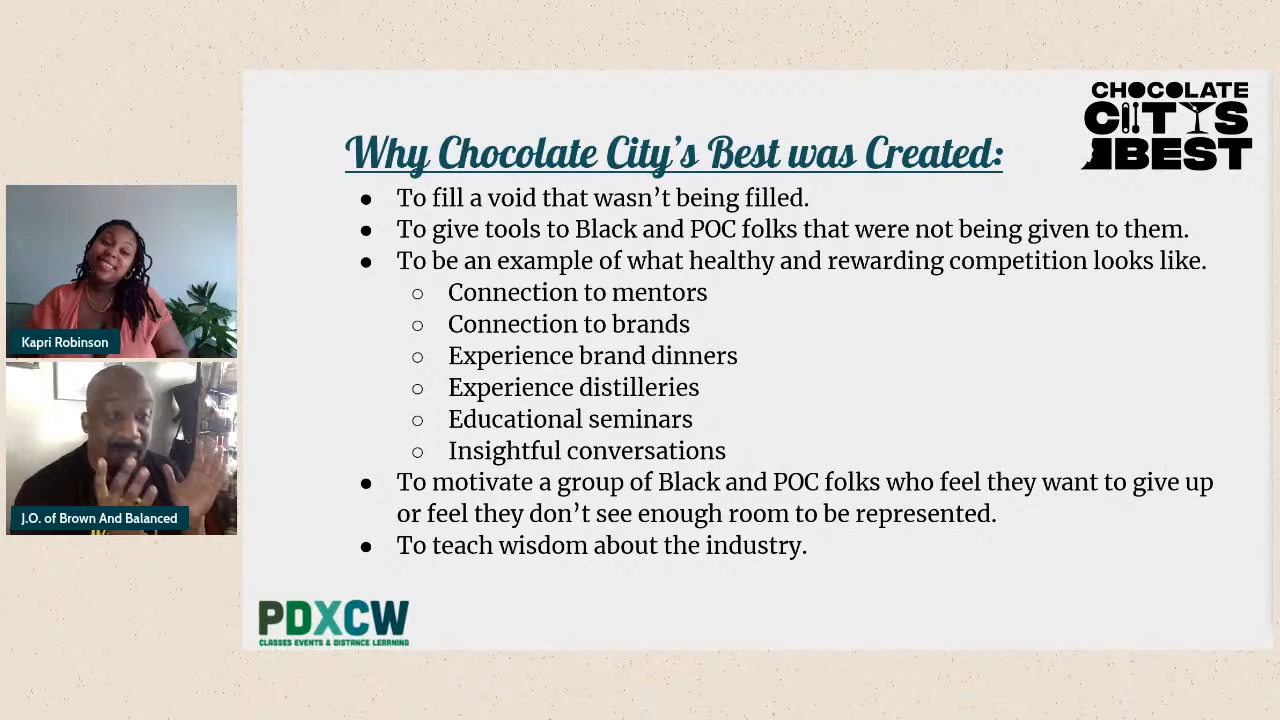 CHOCOLATE
CITY'S
BEST
Why Chocolate City's Best was Created:
● To fill a void that wasn't being filled.
● To give tools to Black and POC folks that were not being given to them.
● To be an example of what healthy and rewarding competition looks like.
○ Connection to mentors
○ Connection to brands
○ Experience brand dinners
○ Experience distilleries
○ Educational seminars
○ Insightful conversations
● To motivate a group of Black and POC folks who feel they want to give up
or feel they don't see enough room to be represented.
● To teach wisdom about the industry.
Kapri Robinson
J.O. of Brown And Balanced
PDXCW
CLASSES EVENTS & DISTANCE LEARNING